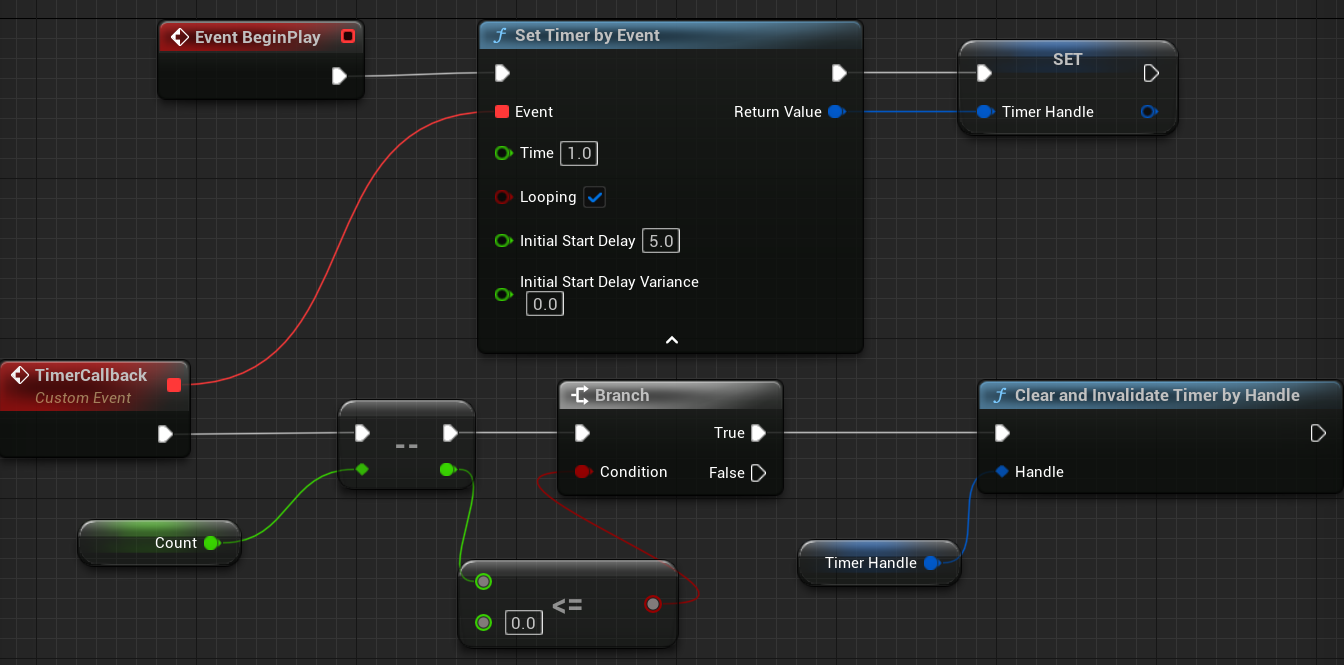 Event BeginPlay
Set Timer by Event
Event
Return Value
Time 1.0
Looping
Initial Start Delay 5.0
Initial Start Delay Variance
0.0
SET
Timer Handle
TimerCallback
Custom Event
--
Count
Branch
True
Condition
False
<=
0.0
Timer Handle
Clear and Invalidate Timer by Handle
Handle